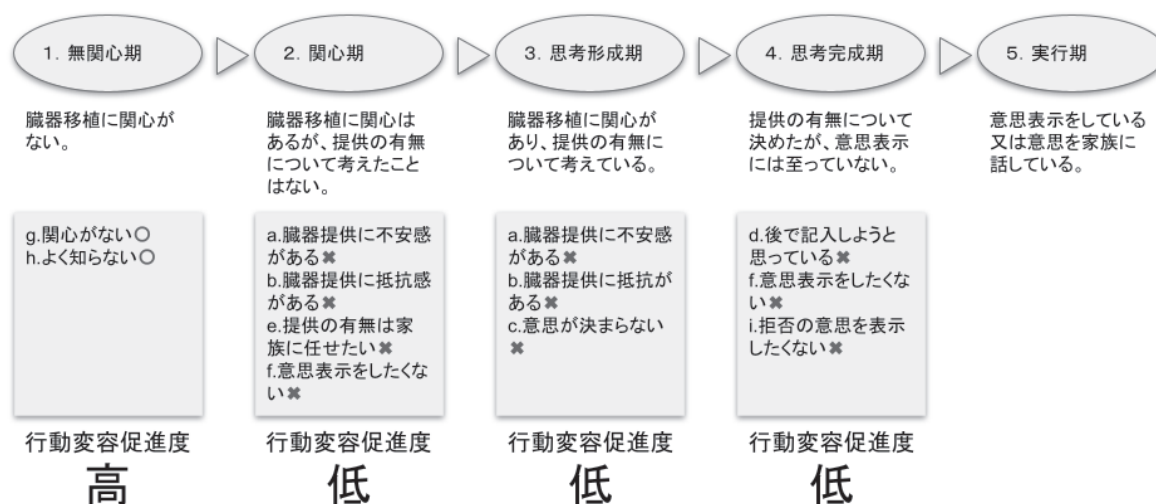 1. 無関心期
2. 関心期
3. 思考形成期
4. 思考完成期
5. 実行期
臓器移植に関心が
ない。
臓器移植に関心は
あるが、提供の有無
について考えたこと
はない。
臓器移植に関心が
あり、提供の有無に
ついて考えている。
提供の有無について
決めたが、意思表示
には至っていない。
意思表示をしている
又は意思を家族に
話している。
g.関心がない○
h.よく知らない○
a.臓器提供に不安感
がある✖
b.臓器提供に抵抗感
がある✖
e.提供の有無は家
族に任せたい✖
f.意思表示をしたくな
い✖
a.臓器提供に不安感
がある✖
b.臓器提供に抵抗が
ある✖
c.意思が決まらない
✖
d.後で記入しようと
思っている✖
f.意思表示をしたくな
い✖
i.拒否の意思を表示
したくない✖
行動変容促進度
高
行動変容促進度
低
行動変容促進度
低
行動変容促進度
低